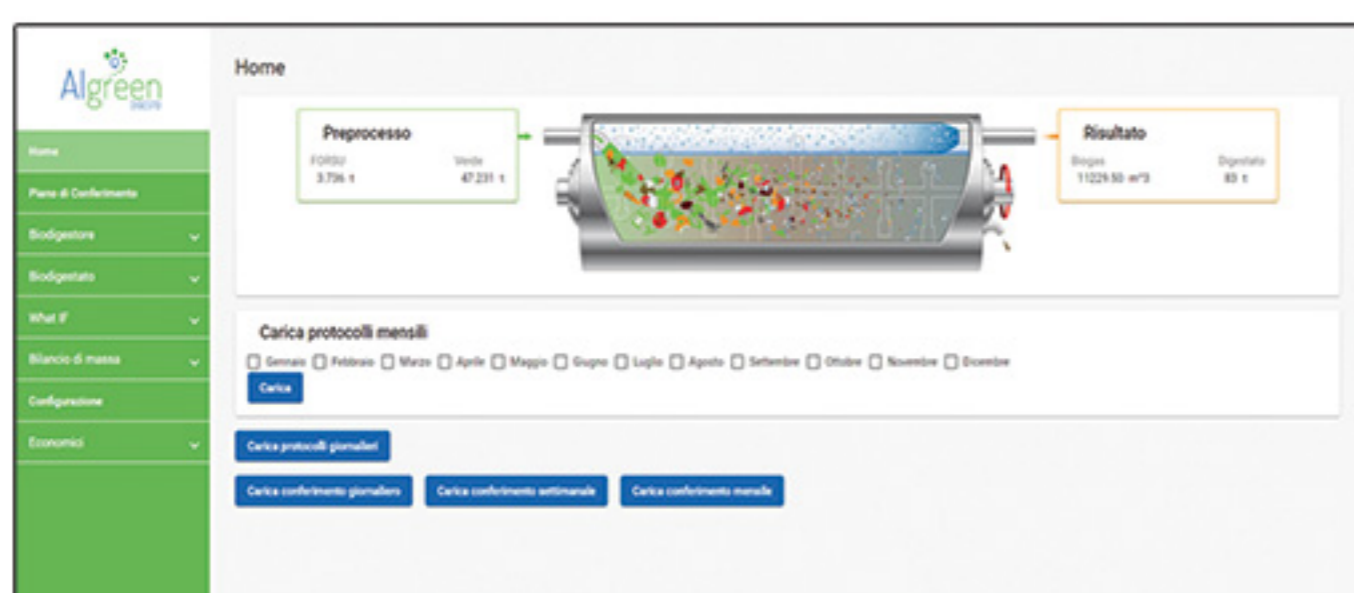 Algreen
Home
Home
Piano di Conferimento
Biodigestore
Biodigestato
What IF
Bilancio di massa
Configurazione
Economici
Preprocesso
FORSU Verde
3.736 t 47.231 t
Risultato
Biogas Digestato
11229.50 m^3 83 t
Carica protocolli mensili
Gennaio Febbraio Marzo Aprile Maggio Giugno Luglio Agosto Settembre Ottobre Novembre Dicembre
Carica
Carica protocolli giornalieri
Carica conferimento giornaliero Carica conferimento settimanale Carica conferimento mensile